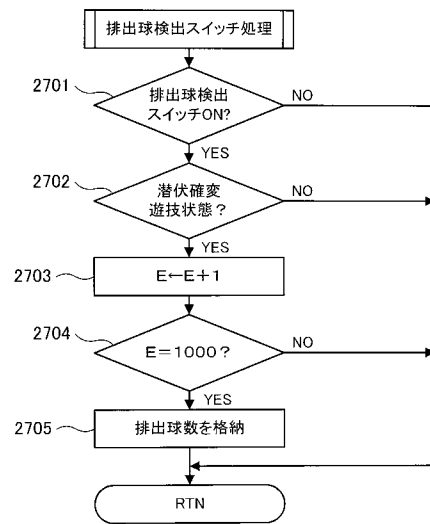 排出球検出スイッチ処理
2701
排出球検出
スイッチON?
NO
YES
2702
潜伏確変
遊技状態？
NO
YES
2703
E←E＋1
2704
E＝1000？
NO
YES
2705
排出球数を格納
RTN